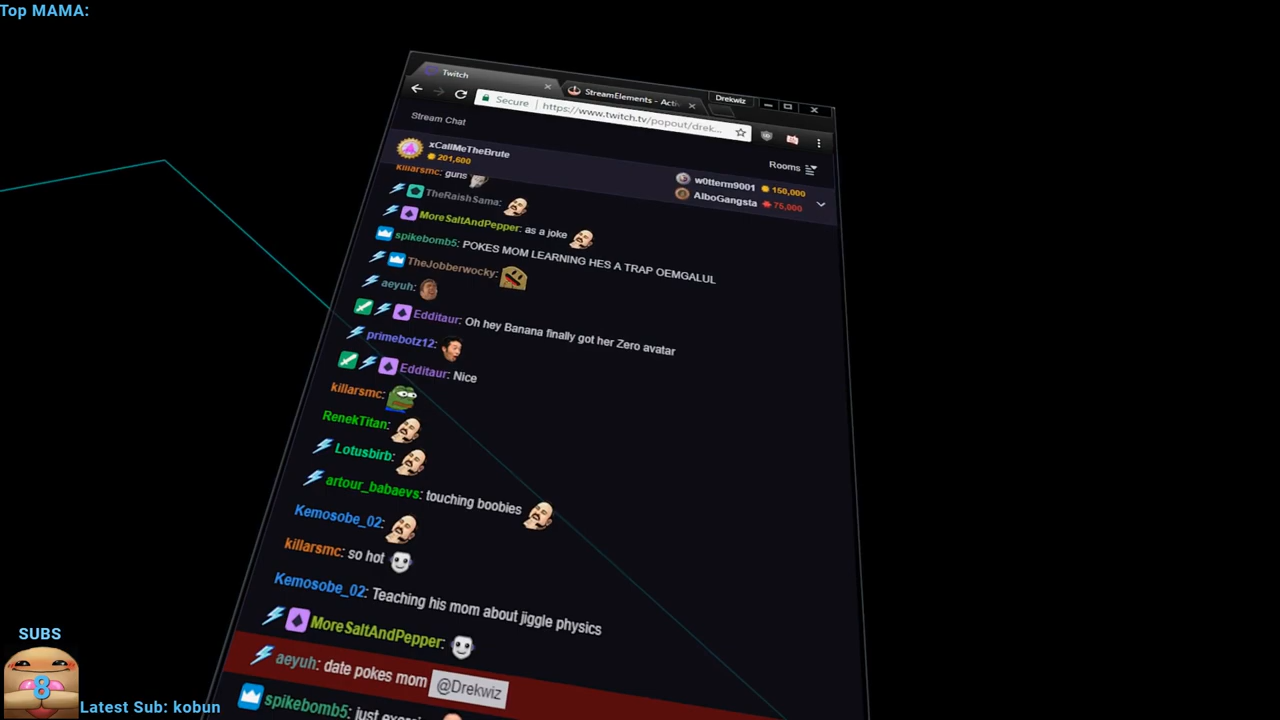 Top MAMA:
Twitch
StreamElements - Acti
Drekwiz
Secure
https://www.twitch.tv/popout/drek...
Stream Chat
Rooms
xCallMeTheBrute
201,600
w0tterm9001 150,000
AlboGangsta 75,000
killarsmc: guns
TheRaishSama:
MoreSaltAndPepper: as a joke
spikebomb5: POKES MOM LEARNING HES A TRAP OEMGALUL
TheJobberwocky:
aeyuh:
Edditaur: Oh hey Banana finally got her Zero avatar
primebotz12:
Edditaur: Nice
killarsmc:
RenekTitan:
Lotusbirb:
artour_babaevs: touching boobies
Kemosobe_02:
killarsmc: so hot
Kemosobe_02: Teaching his mom about jiggle physics
MoreSaltAndPepper:
aeyuh: date pokes mom @Drekwiz
spikebomb5: just
SUBS
8
Latest Sub: kobun